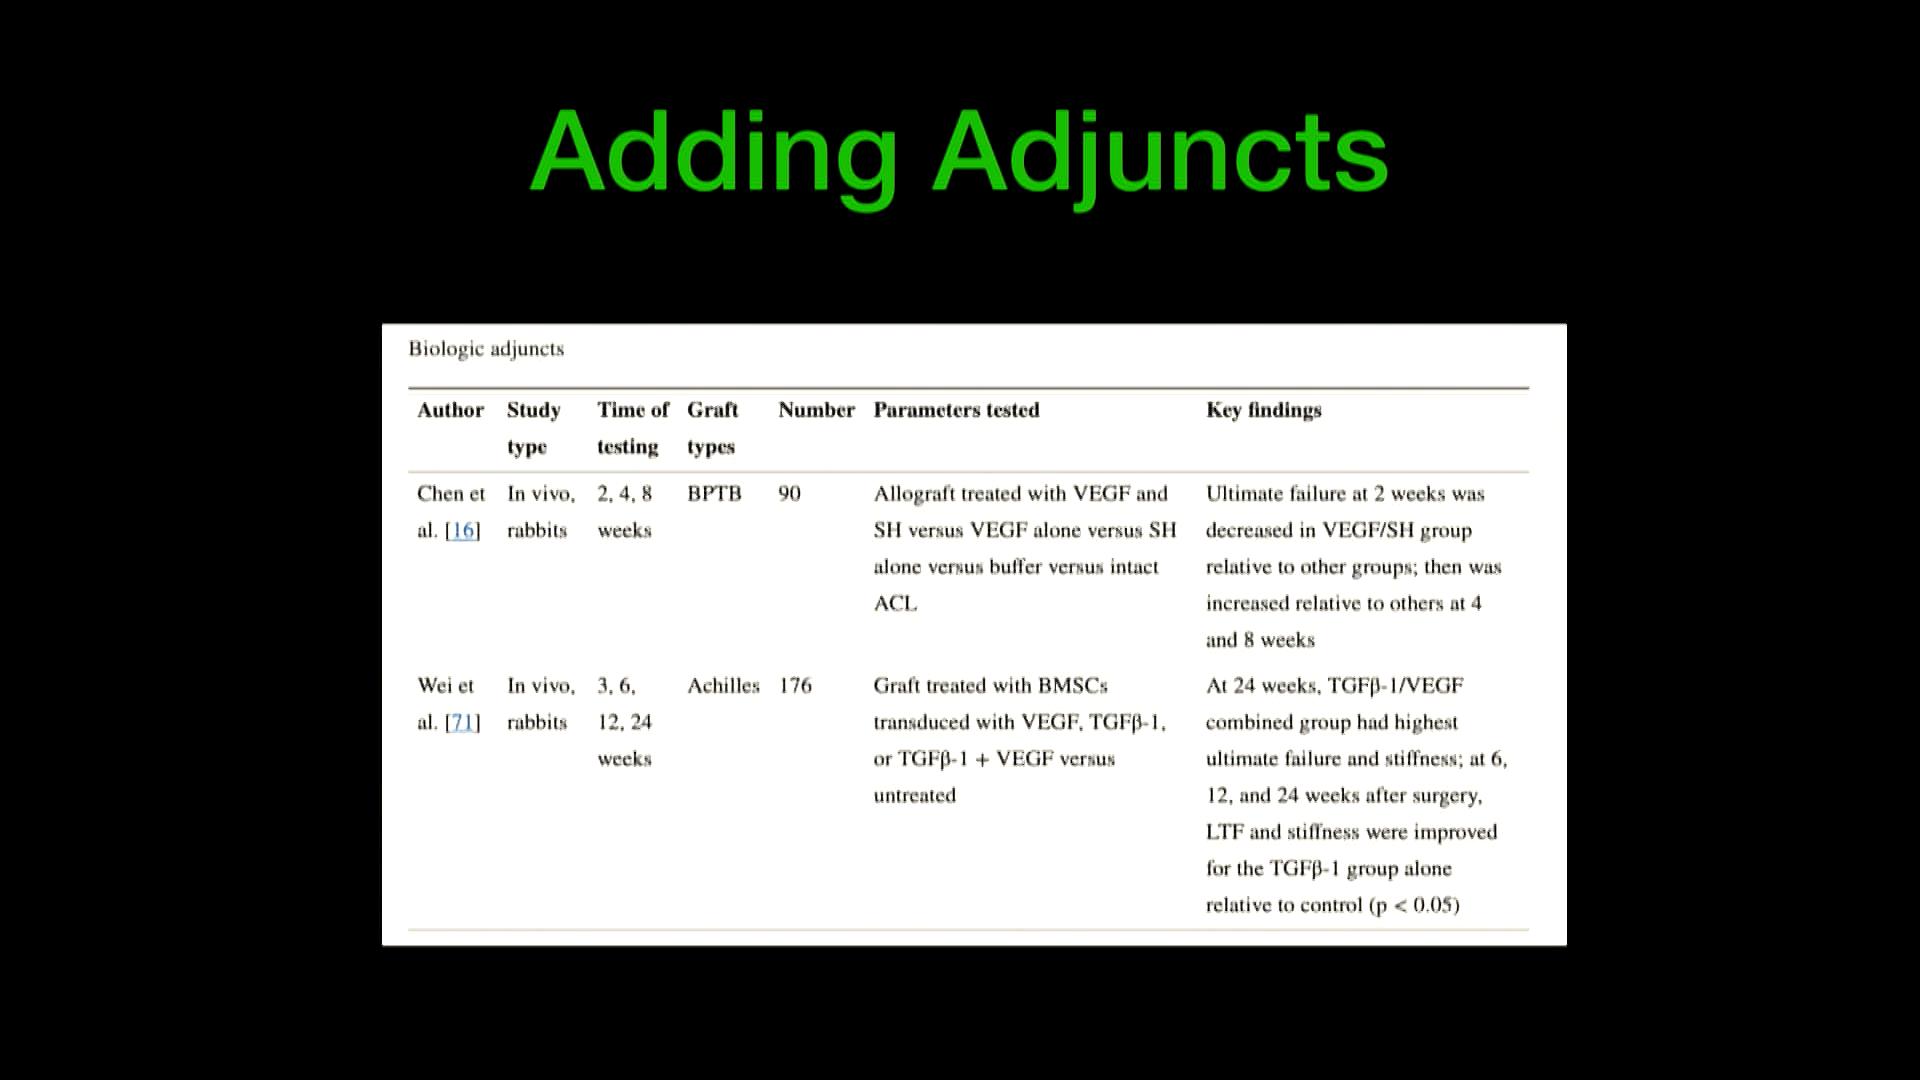 Adding Adjuncts
Biologic adjuncts
Author Study type Time of testing Graft types Number Parameters tested Key findings
Chen et al. [16] In vivo, rabbits 2, 4, 8 weeks BPTB 90 Allograft treated with VEGF and SH versus VEGF alone versus SH alone versus buffer versus intact ACL Ultimate failure at 2 weeks was decreased in VEGF/SH group relative to other groups; then was increased relative to others at 4 and 8 weeks
Wei et al. [71] In vivo, rabbits 3, 6, 12, 24 weeks Achilles 176 Graft treated with BMSCs transduced with VEGF, TGFβ-1, or TGFβ-1 + VEGF versus untreated At 24 weeks, TGFβ-1/VEGF combined group had highest ultimate failure and stiffness; at 6, 12, and 24 weeks after surgery, LTF and stiffness were improved for the TGFβ-1 group alone relative to control (p < 0.05)